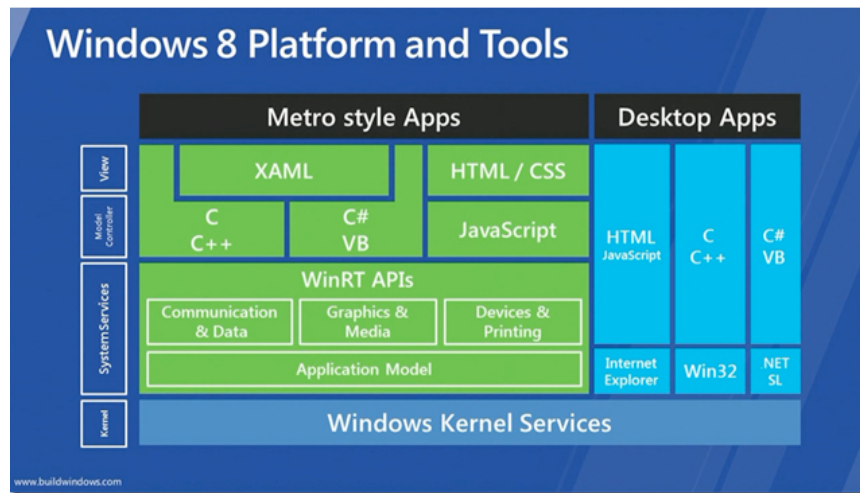 Windows 8 Platform and Tools
Metro style Apps
Desktop Apps
View
XAML
HTML / CSS
Model
Controller
C
C++
C#
VB
JavaScript
HTML
JavaScript
C
C++
C#
VB
System Services
WinRT APIs
Communication
& Data
Graphics &
Media
Devices &
Printing
Application Model
Internet
Explorer
Win32
.NET
SL
Kernel
Windows Kernel Services
www.buildwindows.com